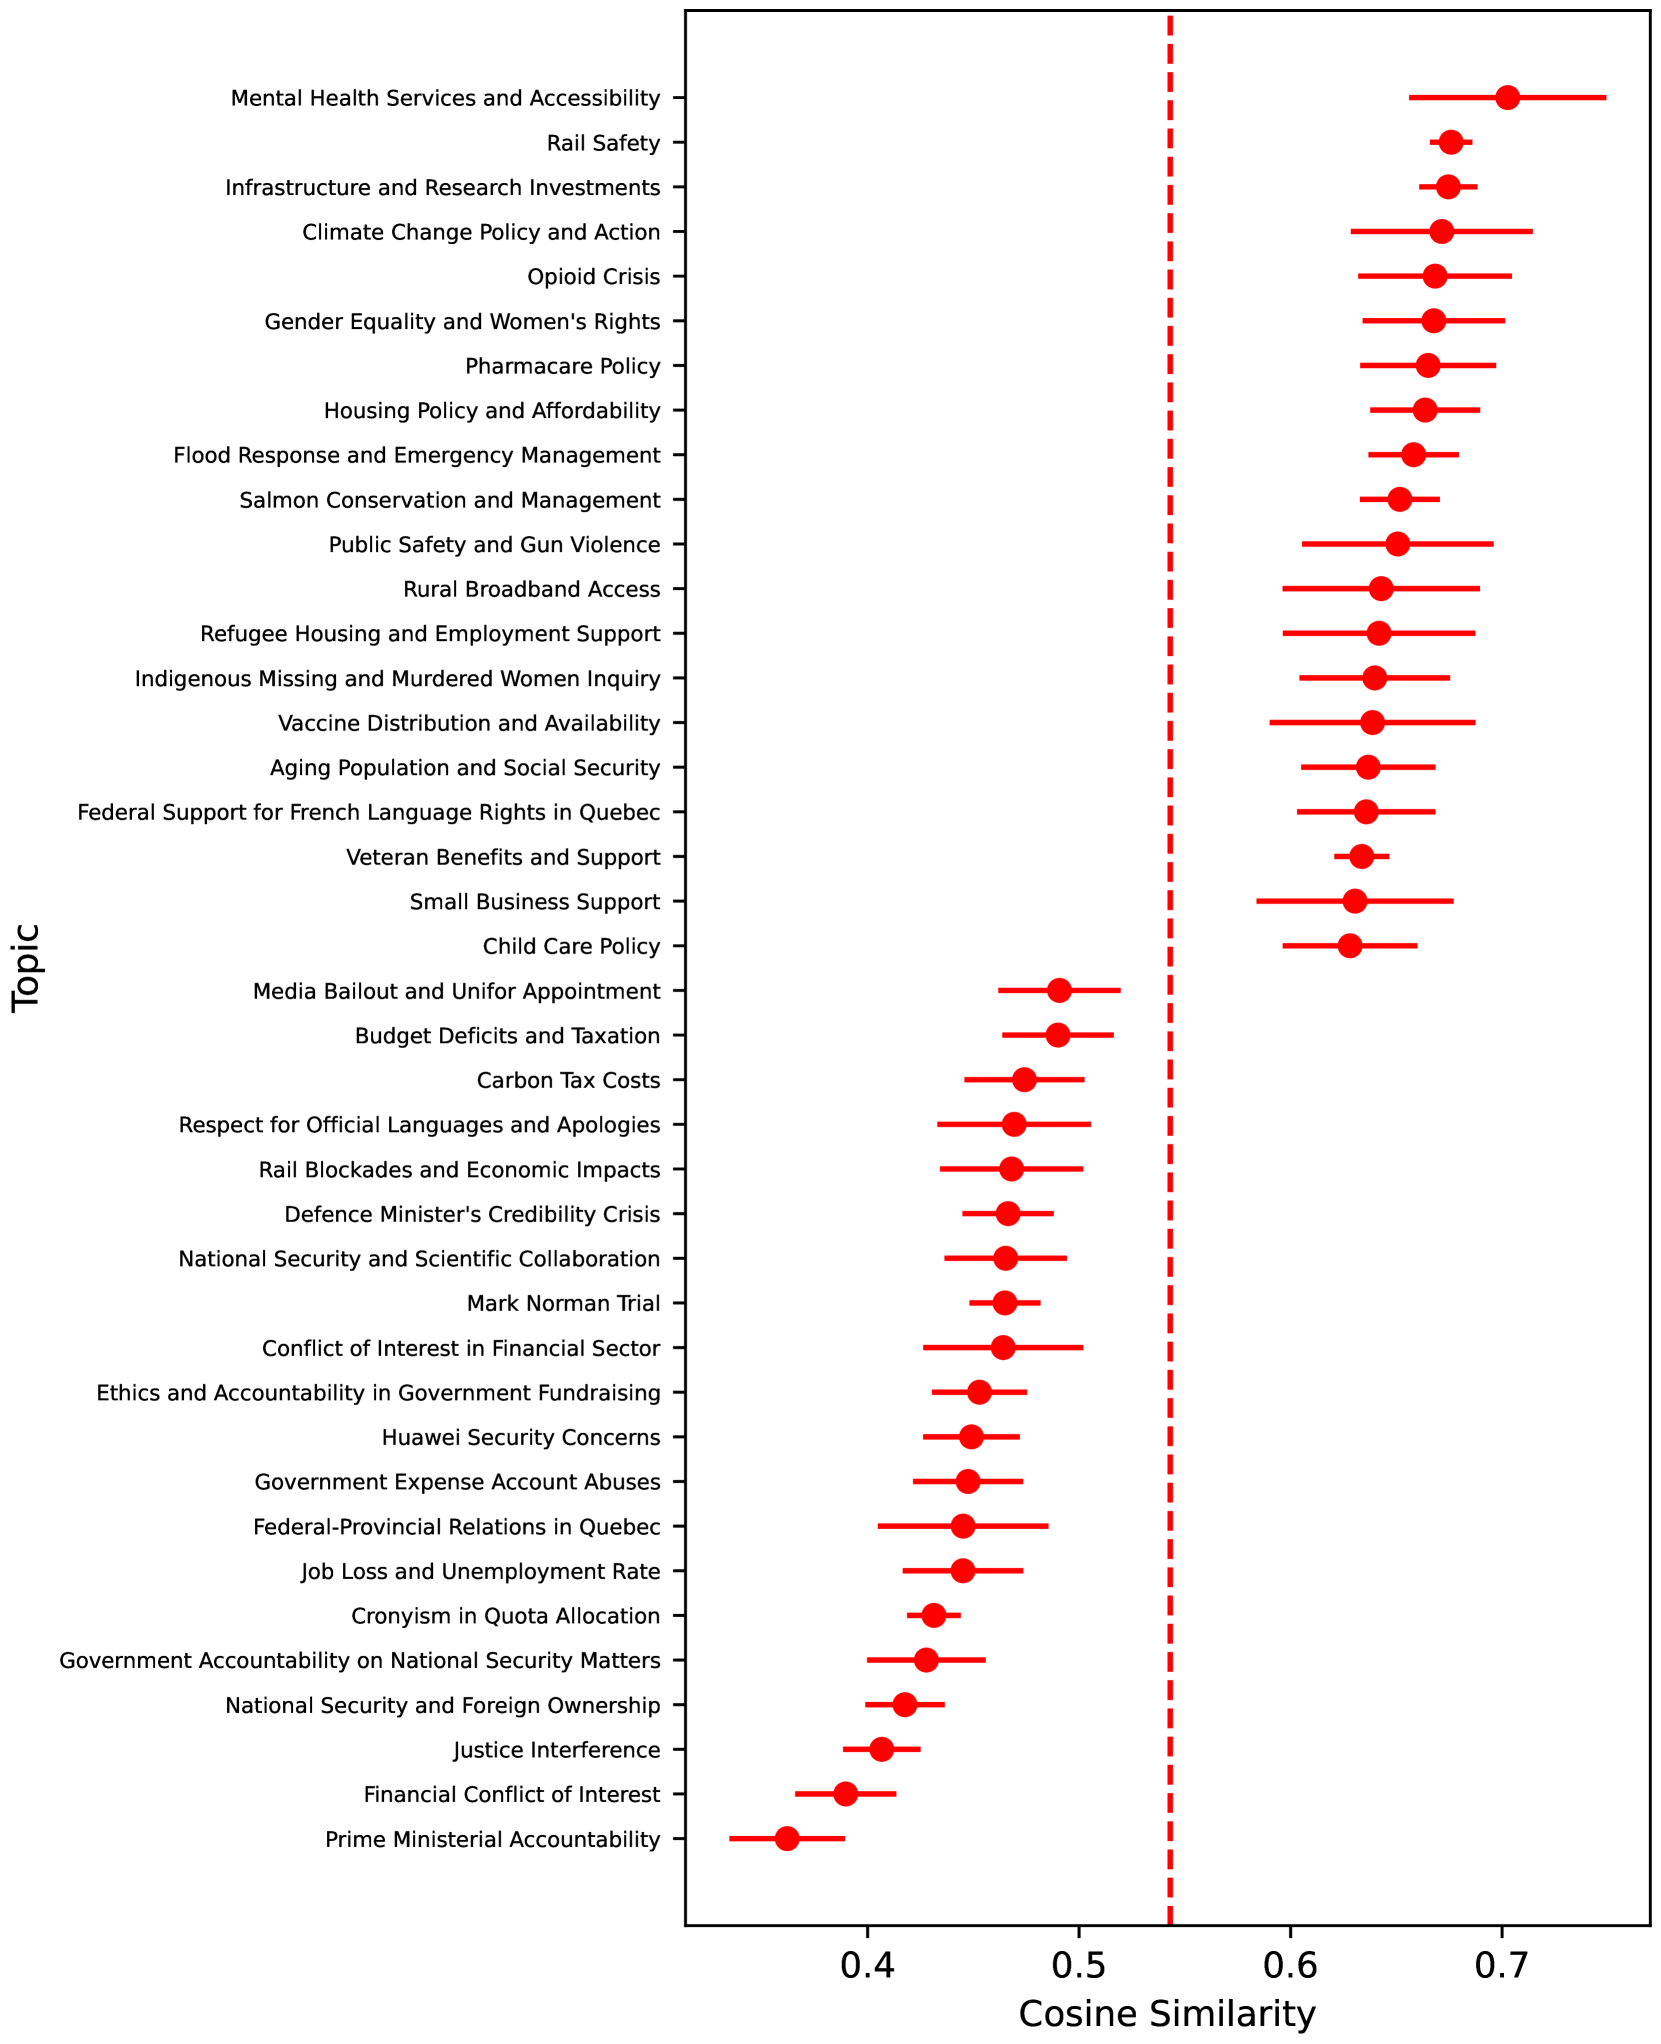 Mental Health Services and Accessibility
Rail Safety
Infrastructure and Research Investments
Climate Change Policy and Action
Opioid Crisis
Gender Equality and Women's Rights
Pharmacare Policy
Housing Policy and Affordability
Flood Response and Emergency Management
Salmon Conservation and Management
Public Safety and Gun Violence
Rural Broadband Access
Refugee Housing and Employment Support
Indigenous Missing and Murdered Women Inquiry
Vaccine Distribution and Availability
Aging Population and Social Security
Federal Support for French Language Rights in Quebec
Veteran Benefits and Support
Small Business Support
Child Care Policy
Topic
Media Bailout and Unifor Appointment
Budget Deficits and Taxation
Carbon Tax Costs
Respect for Official Languages and Apologies
Rail Blockades and Economic Impacts
Defence Minister's Credibility Crisis
National Security and Scientific Collaboration
Mark Norman Trial
Conflict of Interest in Financial Sector
Ethics and Accountability in Government Fundraising
Huawei Security Concerns
Government Expense Account Abuses
Federal-Provincial Relations in Quebec
Job Loss and Unemployment Rate
Cronyism in Quota Allocation
Government Accountability on National Security Matters
National Security and Foreign Ownership
Justice Interference
Financial Conflict of Interest
Prime Ministerial Accountability
0.4 0.5 0.6 0.7
Cosine Similarity